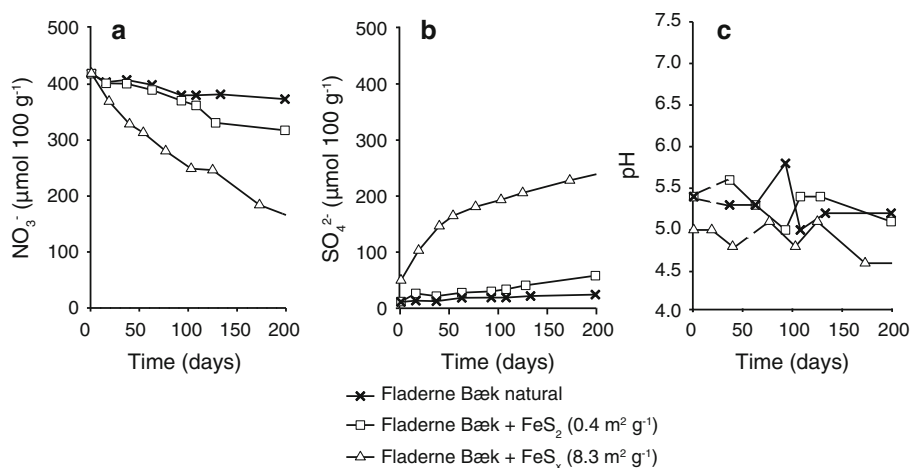 a
500
400
300
200
100
0
NO₃⁻ (µmol 100 g⁻¹)
0 50 100 150 200
Time (days)
b
500
400
300
200
100
0
SO₄²⁻ (µmol 100 g⁻¹)
0 50 100 150 200
Time (days)
c
7.5
7.0
6.5
6.0
5.5
5.0
4.5
4.0
pH
0 50 100 150 200
Time (days)
Fladerne Bæk natural
Fladerne Bæk + FeS₂ (0.4 m² g⁻¹)
Fladerne Bæk + FeSₓ (8.3 m² g⁻¹)